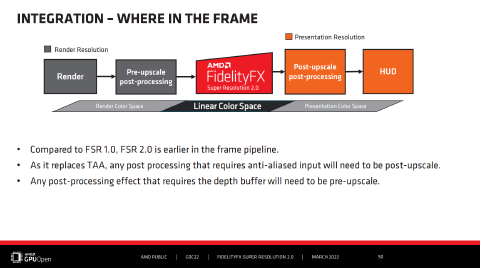 INTEGRATION – WHERE IN THE FRAME
Render Resolution
Presentation Resolution
Render
Pre-upscale
post-processing
AMD
FidelityFX
Super Resolution 2.0
Post-upscale
post-processing
HUD
Render Color Space
Linear Color Space
Presentation Color Space
• Compared to FSR 1.0, FSR 2.0 is earlier in the frame pipeline.
• As it replaces TAA, any post processing that requires anti-aliased input will need to be post-upscale.
• Any post-processing effect that requires the depth buffer will need to be pre-upscale.
AMD
GPUOpen
AMD PUBLIC | GDC22 | FIDELITYFX SUPER RESOLUTION 2.0 | MARCH 2022